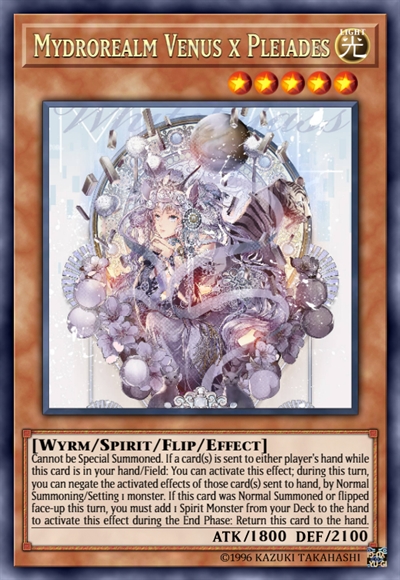 Mydrorealm Venus x Pleiades
LIGHT
光
[Wyrm/Spirit/Flip/Effect]
Cannot be Special Summoned. If a card(s) is sent to either player's hand while
this card is in your hand/Field: You can activate this effect; during this turn,
you can negate the activated effects of those card(s) sent to hand, by Normal
Summoning/Setting 1 monster. If this card was Normal Summoned or flipped
face-up this turn, you must add 1 Spirit Monster from your Deck to the hand
to activate this effect during the End Phase: Return this card to the hand.
ATK/1800 DEF/2100
©1996 KAZUKI TAKAHASHI